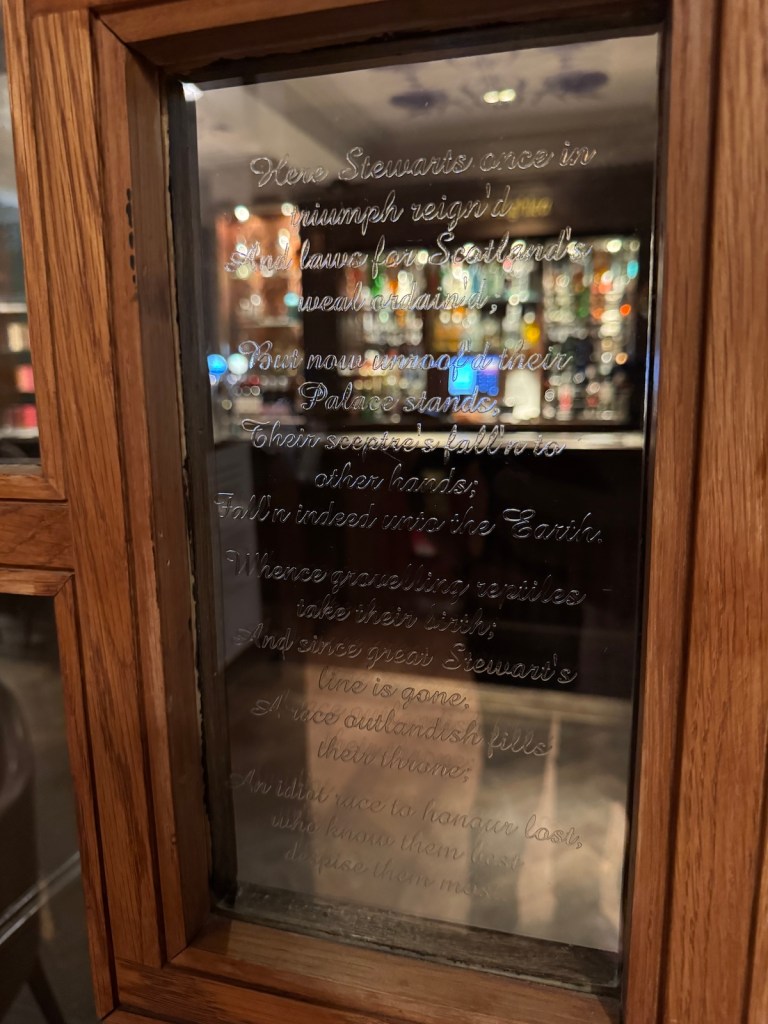 Here Stewarts once in
triumph reign'd
And laws for Scotland's
weal ordain'd;
But now unroof'd their
Palace stands,
Their sceptre's fall'n to
other hands;
Fall'n indeed unto the Earth.
Whence grovelling reptiles
take their birth;
And since great Stewart's
line is gone,
A race outlandish fills
their throne;
An idiot race to honour lost,
who know them best
despise them most